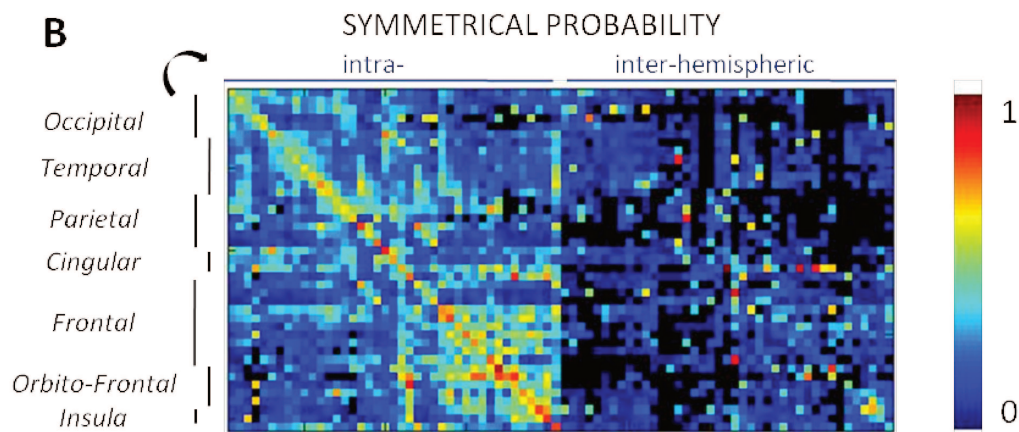 B
SYMMETRICAL PROBABILITY
intra-
inter-hemispheric
Occipital
Temporal
Parietal
Cingular
Frontal
Orbito-Frontal
Insula
1
0